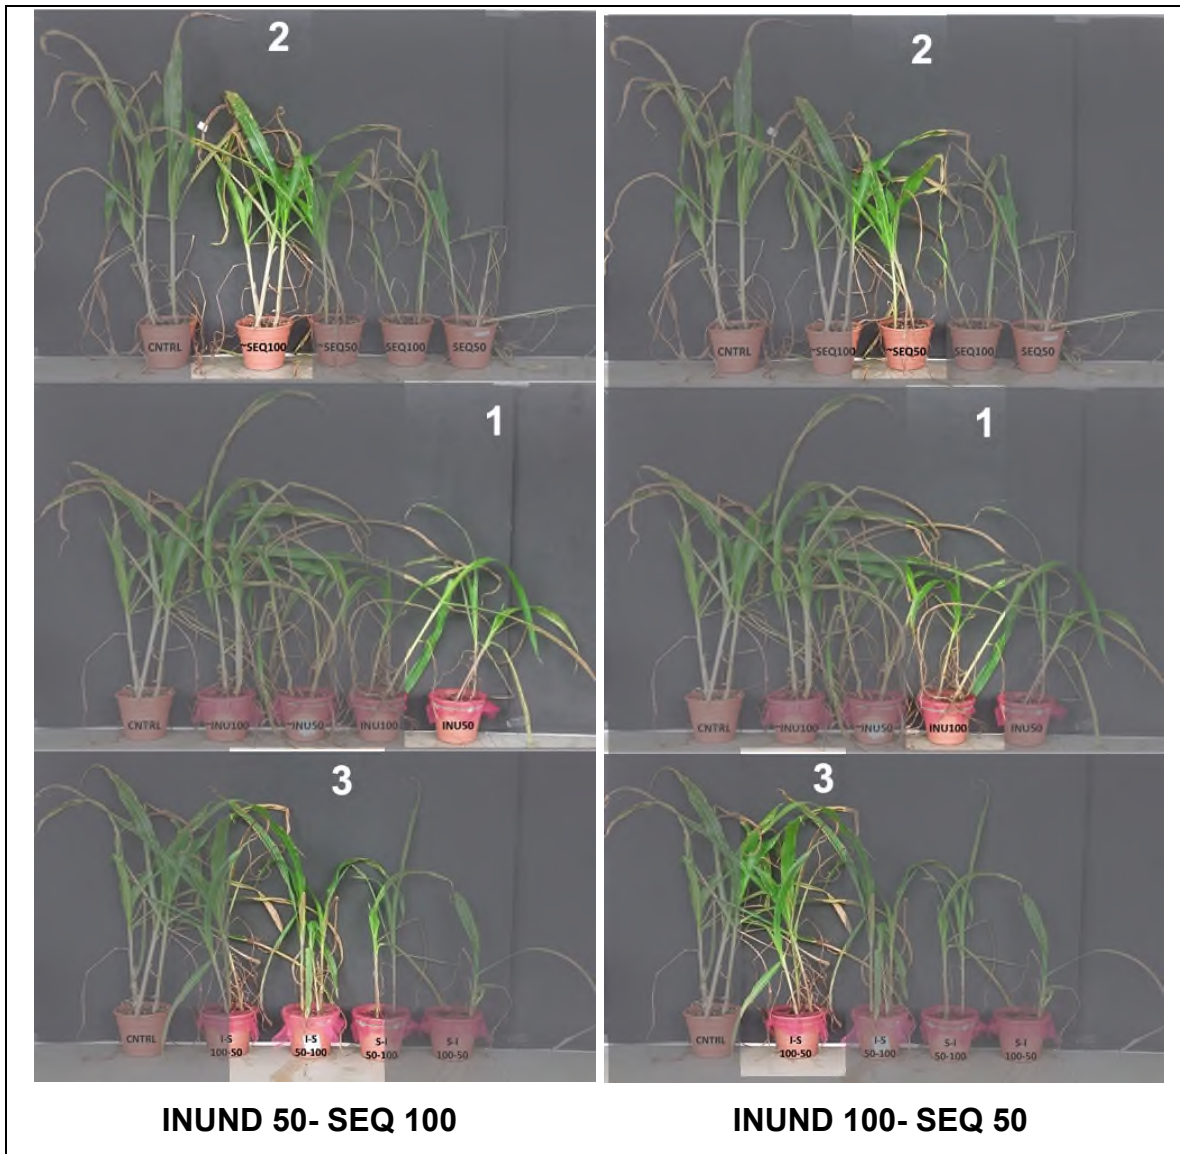 2
CNTRL ~SEQ100 ~SEQ50 SEQ100 SEQ50
1
CNTRL ~INU100 ~INU50 INU100 INU50
3
CNTRL I-S 100-50 I-S 50-100 S-I 50-100 S-I 100-50
INUND 50- SEQ 100
2
CNTRL ~SEQ100 ~SEQ50 SEQ100 SEQ50
1
CNTRL ~INU100 ~INU50 INU100 INU50
3
CNTRL I-S 100-50 I-S 50-100 S-I 50-100 S-I 100-50
INUND 100- SEQ 50